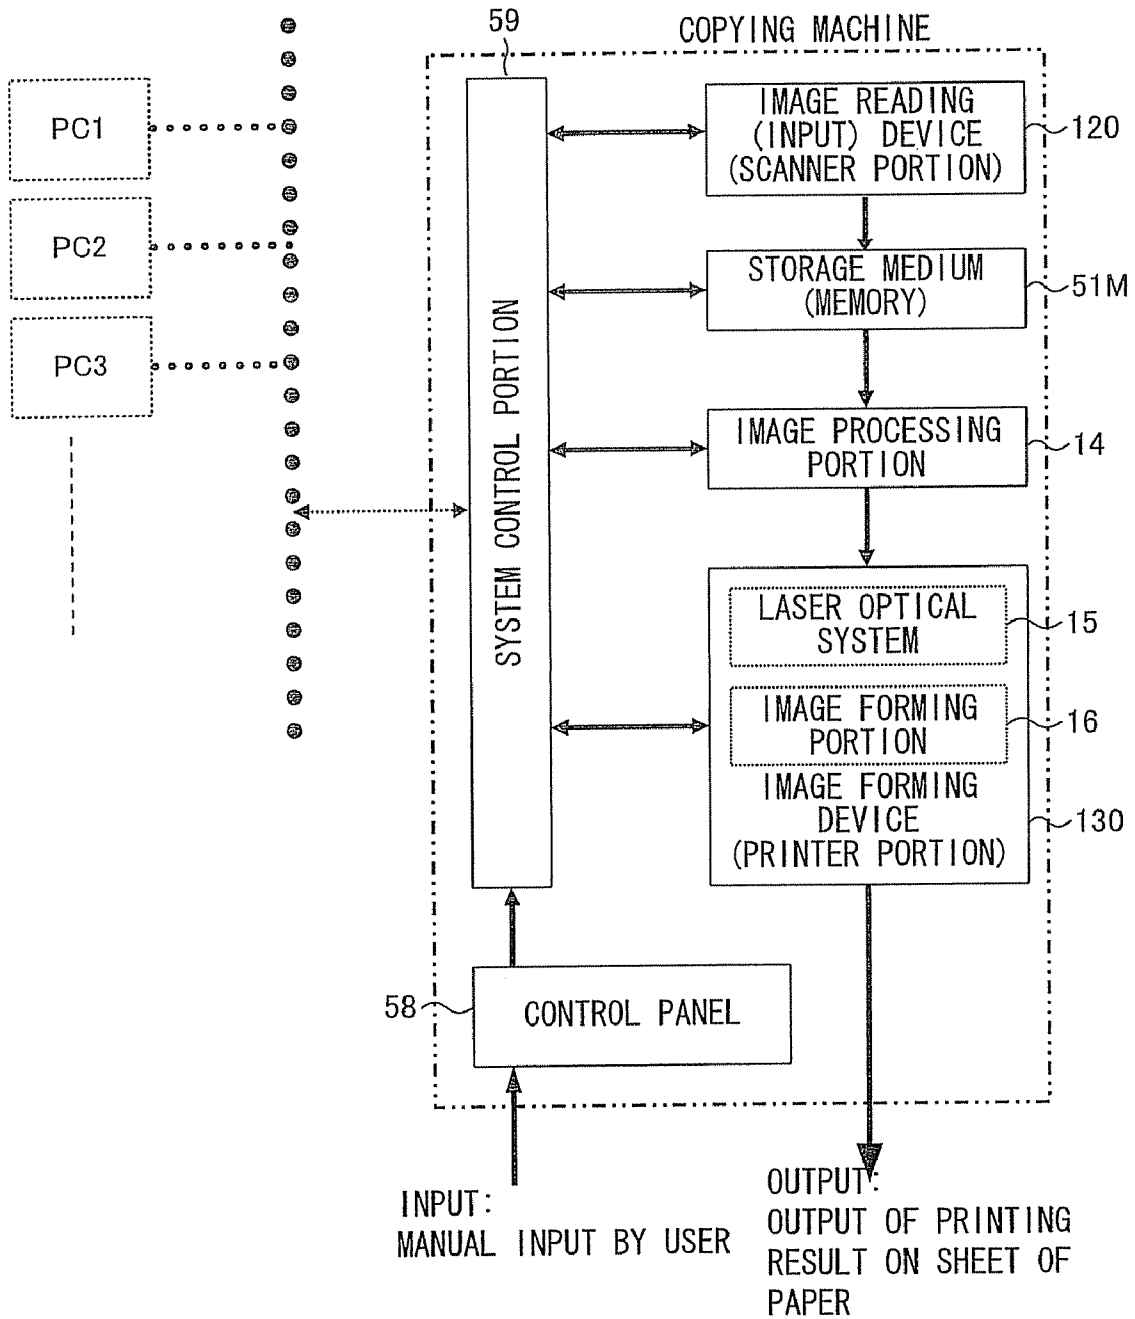 59
COPYING MACHINE
PC1
PC2
PC3
SYSTEM CONTROL PORTION
IMAGE READING
(INPUT) DEVICE
(SCANNER PORTION)
120
STORAGE MEDIUM
(MEMORY)
51M
IMAGE PROCESSING
PORTION
14
LASER OPTICAL
SYSTEM
15
IMAGE FORMING
PORTION
16
IMAGE FORMING
DEVICE
(PRINTER PORTION)
130
58
CONTROL PANEL
INPUT:
MANUAL INPUT BY USER
OUTPUT:
OUTPUT OF PRINTING
RESULT ON SHEET OF
PAPER